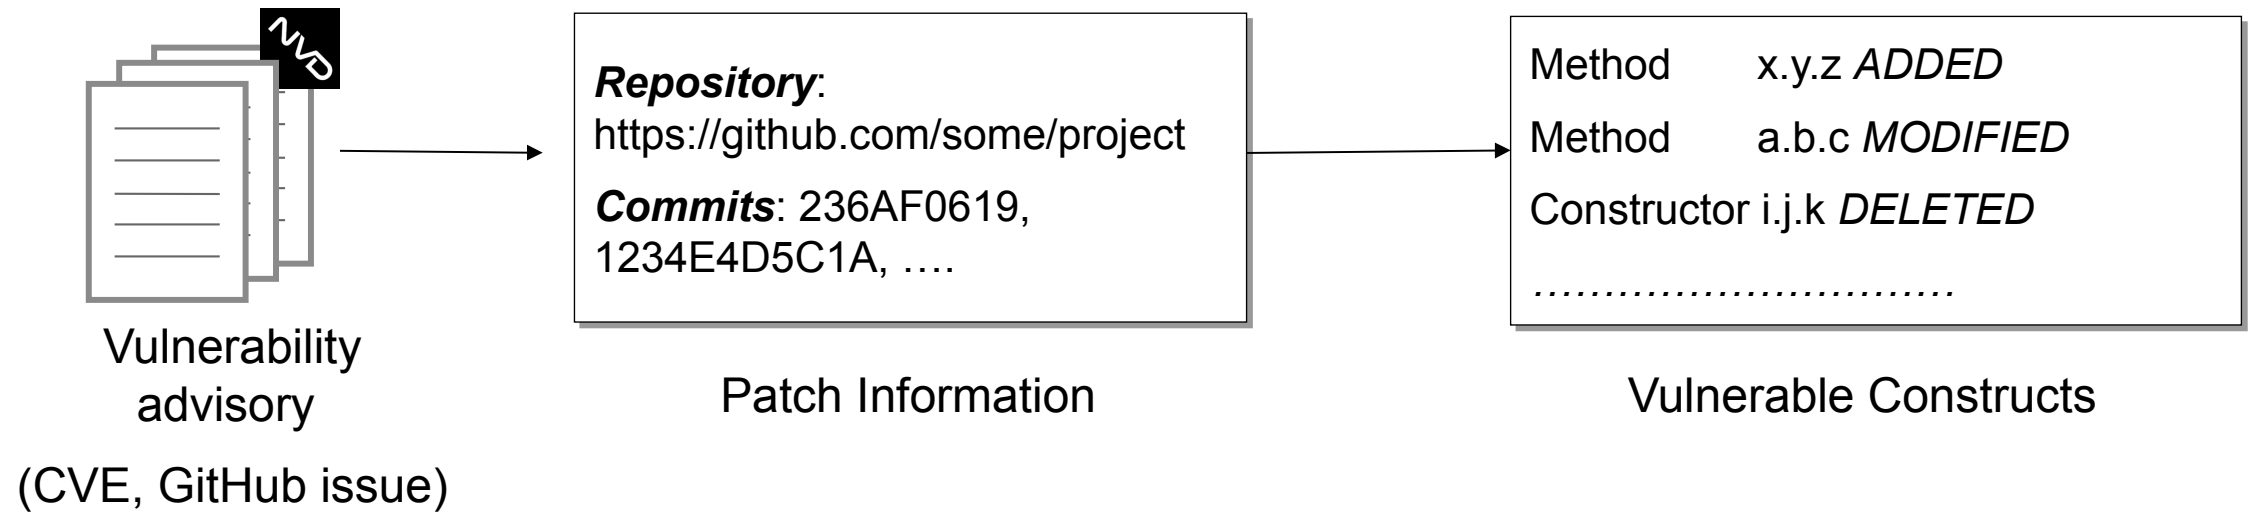 NVD
Vulnerability
advisory
(CVE, GitHub issue)
Repository:
https://github.com/some/project
Commits: 236AF0619,
1234E4D5C1A, ….
Patch Information
Method x.y.z ADDED
Method a.b.c MODIFIED
Constructor i.j.k DELETED
…………………………
Vulnerable Constructs